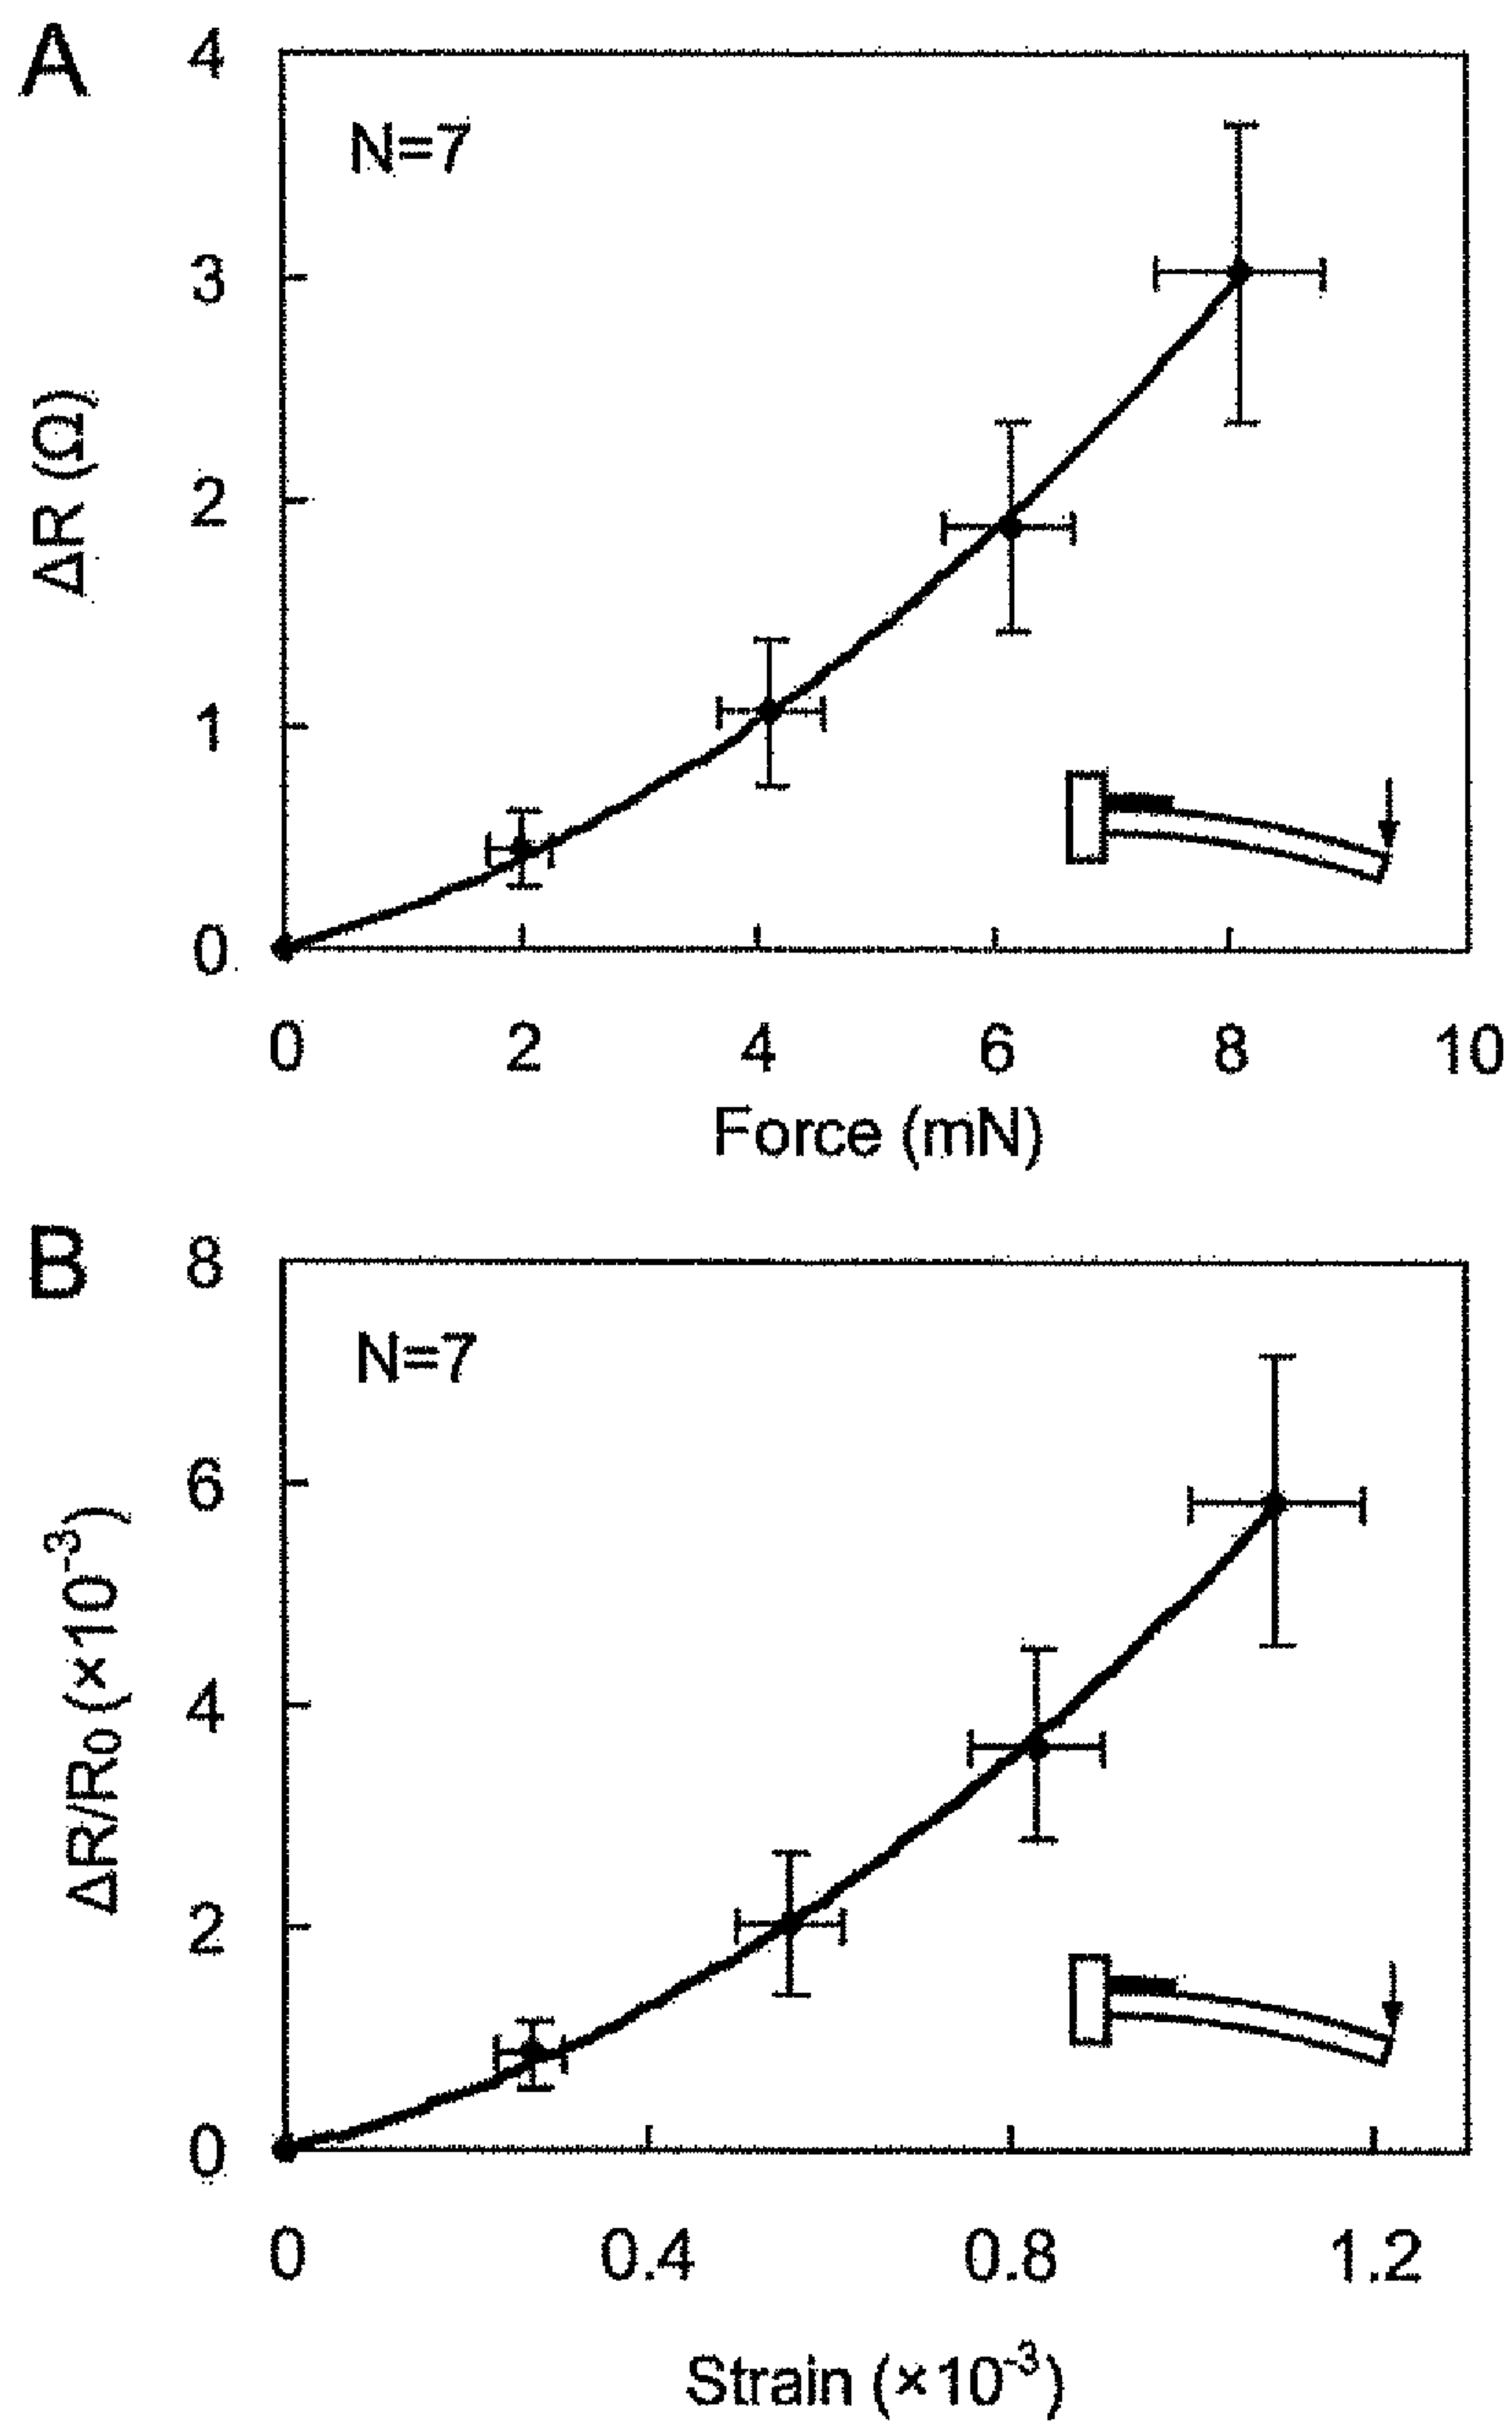 A
4
N=7
3
2
1
0
ΔR (Ω)
0 2 4 6 8 10
Force (mN)
B
8
N=7
6
4
2
0
ΔR/R₀ (×10⁻³)
0 0.4 0.8 1.2
Strain (×10⁻³)